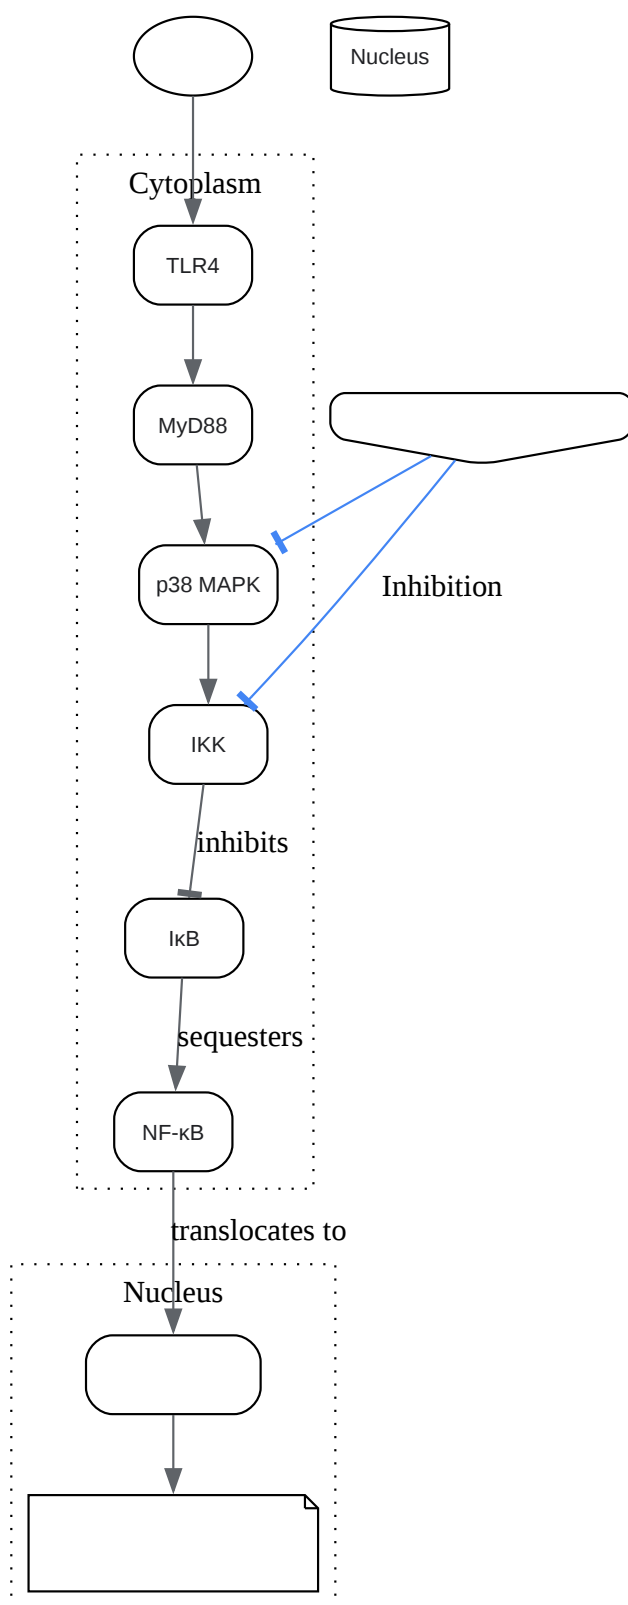 Nucleus
Cytoplasm
TLR4
MyD88
p38 MAPK
Inhibition
IKK
inhibits
IκB
sequesters
NF-κB
translocates to
Nucleus